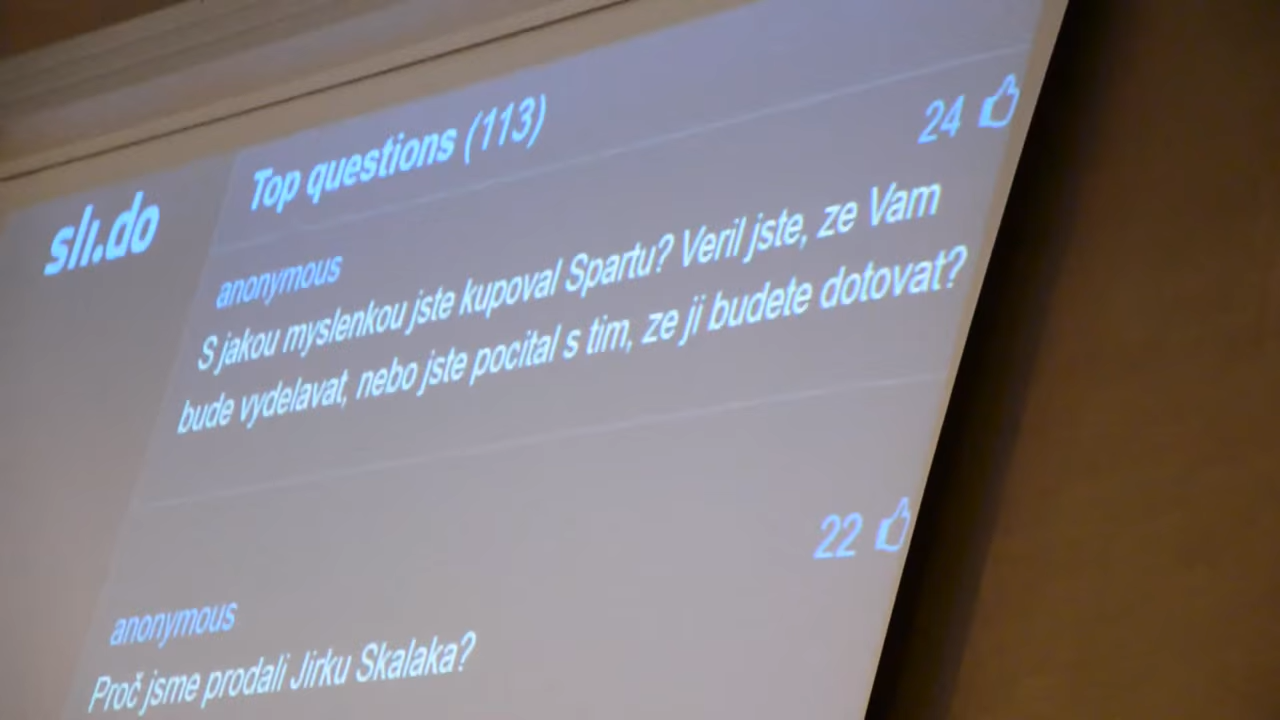 sli.do
Top questions (113)
24
anonymous
S jakou myslenkou jste kupoval Spartu? Veril jste, ze Vam
bude vydelavat, nebo jste pocital s tim, ze ji budete dotovat?
22
anonymous
Proč jsme prodali Jirku Skalaka?